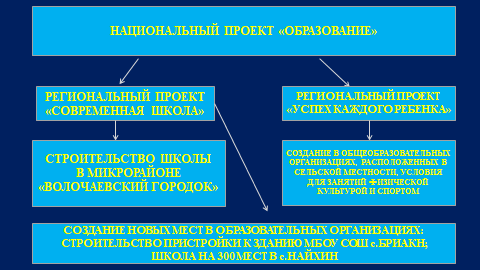 НАЦИОНАЛЬНЫЙ ПРОЕКТ «ОБРАЗОВАНИЕ»
РЕГИОНАЛЬНЫЙ ПРОЕКТ
«СОВРЕМЕННАЯ ШКОЛА»
РЕГИОНАЛЬНЫЙ ПРОЕКТ
«УСПЕХ КАЖДОГО РЕБЕНКА»
СТРОИТЕЛЬСТВО ШКОЛЫ
В МИКРОРАЙОНЕ
«ВОЛОЧАЕВСКИЙ ГОРОДОК»
СОЗДАНИЕ В ОБЩЕОБРАЗОВАТЕЛЬНЫХ
ОРГАНИЗАЦИЯХ, РАСПОЛОЖЕННЫХ В
СЕЛЬСКОЙ МЕСТНОСТИ, УСЛОВИЯ
ДЛЯ ЗАНЯТИЙ ФИЗИЧЕСКОЙ
КУЛЬТУРОЙ И СПОРТОМ
СОЗДАНИЕ НОВЫХ МЕСТ В ОБРАЗОВАТЕЛЬНЫХ ОРГАНИЗАЦИЯХ:
СТРОИТЕЛЬСТВО ПРИСТРОЙКИ К ЗДАНИЮ МБОУ СОШ с.БРИАКН;
ШКОЛА НА 300 МЕСТ В с.НАЙХИН